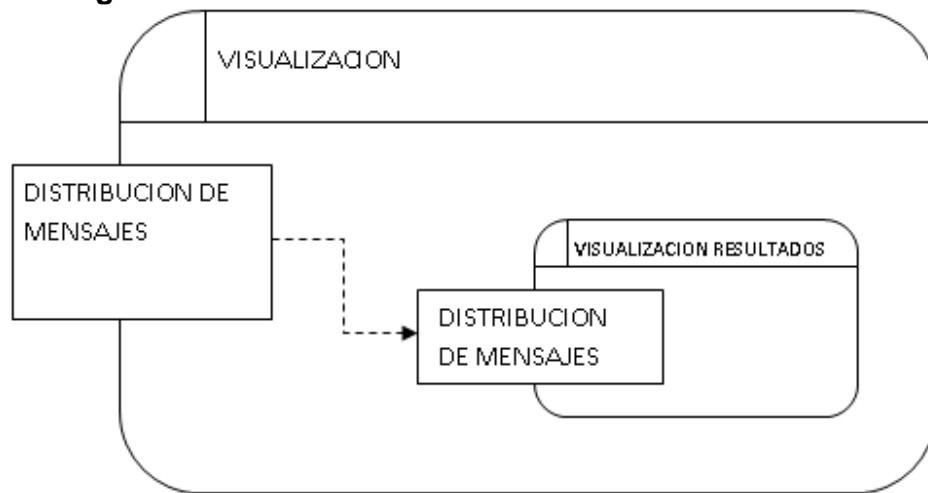 VISUALIZACION
DISTRIBUCION DE
MENSAJES
VISUALIZACION RESULTADOS
DISTRIBUCION
DE MENSAJES